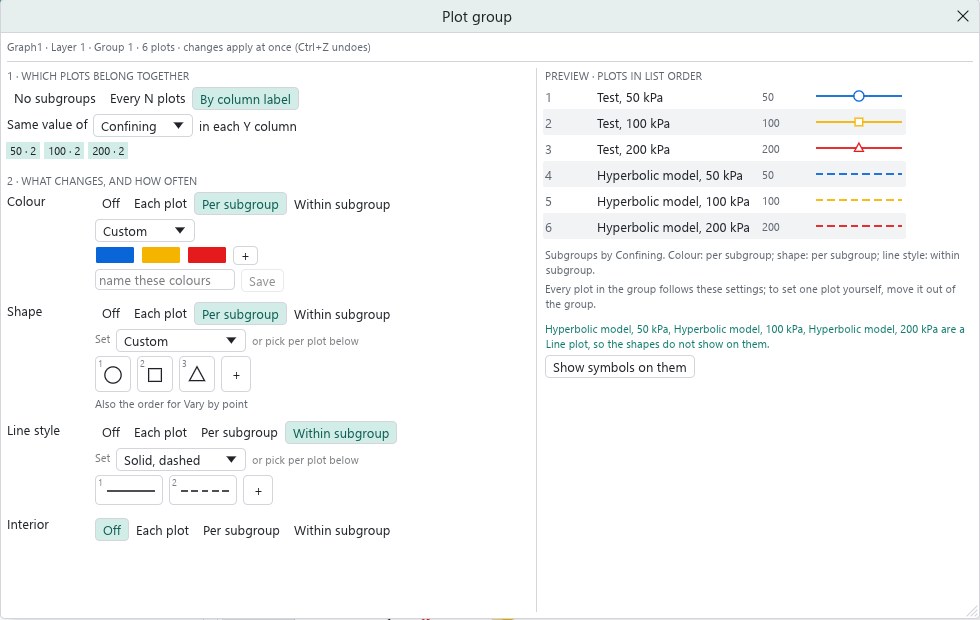 Plot group
Graph1 · Layer 1 · Group 1 · 6 plots · changes apply at once (Ctrl+Z undoes)
1 · WHICH PLOTS BELONG TOGETHER
No subgroups Every N plots By column label
Same value of Confining in each Y column
50 · 2 100 · 2 200 · 2
2 · WHAT CHANGES, AND HOW OFTEN
Colour Off Each plot Per subgroup Within subgroup
Custom
+
name these colours Save
Shape Off Each plot Per subgroup Within subgroup
Set Custom or pick per plot below
1 2 3 +
Also the order for Vary by point
Line style Off Each plot Per subgroup Within subgroup
Set Solid, dashed or pick per plot below
1 2 +
Interior Off Each plot Per subgroup Within subgroup
PREVIEW · PLOTS IN LIST ORDER
1 Test, 50 kPa 50
2 Test, 100 kPa 100
3 Test, 200 kPa 200
4 Hyperbolic model, 50 kPa 50
5 Hyperbolic model, 100 kPa 100
6 Hyperbolic model, 200 kPa 200
Subgroups by Confining. Colour: per subgroup; shape: per subgroup; line style: within
subgroup.
Every plot in the group follows these settings; to set one plot yourself, move it out of
the group.
Hyperbolic model, 50 kPa, Hyperbolic model, 100 kPa, Hyperbolic model, 200 kPa are a
Line plot, so the shapes do not show on them.
Show symbols on them